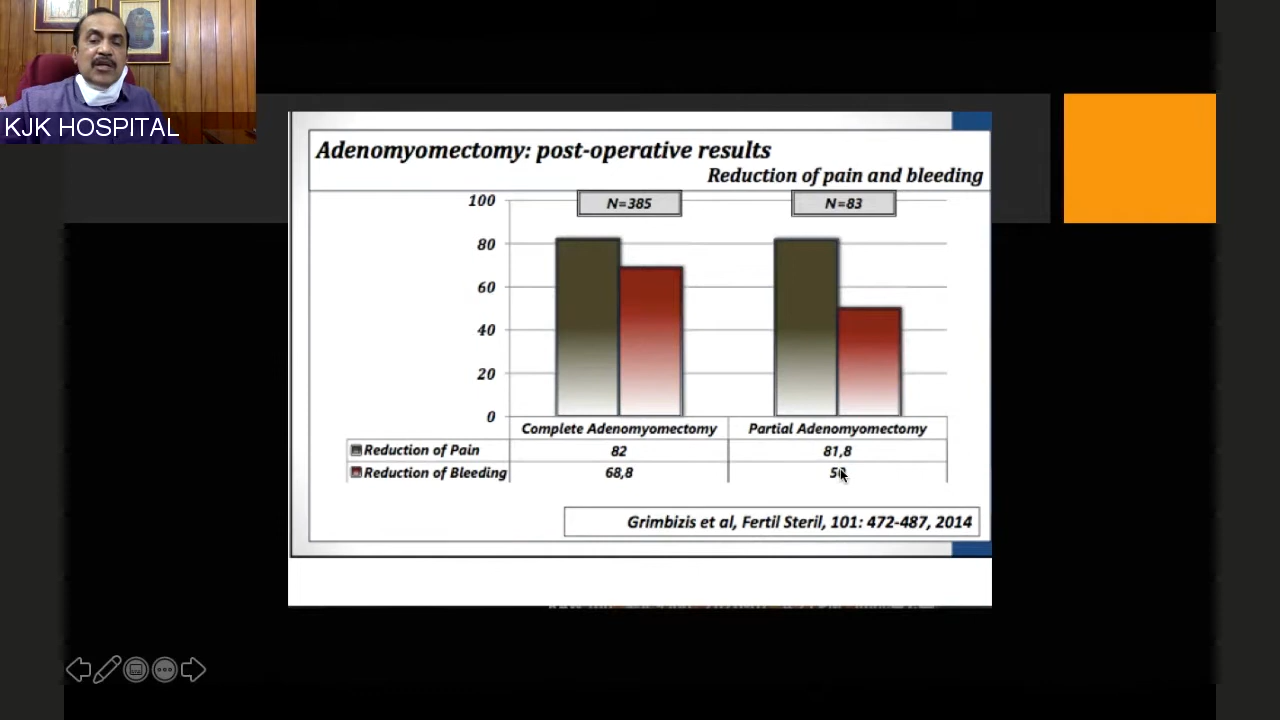 KJK HOSPITAL
Adenomyomectomy: post-operative results
Reduction of pain and bleeding
N=385
N=83
100
80
60
40
20
0
Complete Adenomyomectomy
Partial Adenomyomectomy
Reduction of Pain
82
81,8
Reduction of Bleeding
68,8
Grimbizis et al, Fertil Steril, 101: 472-487, 2014